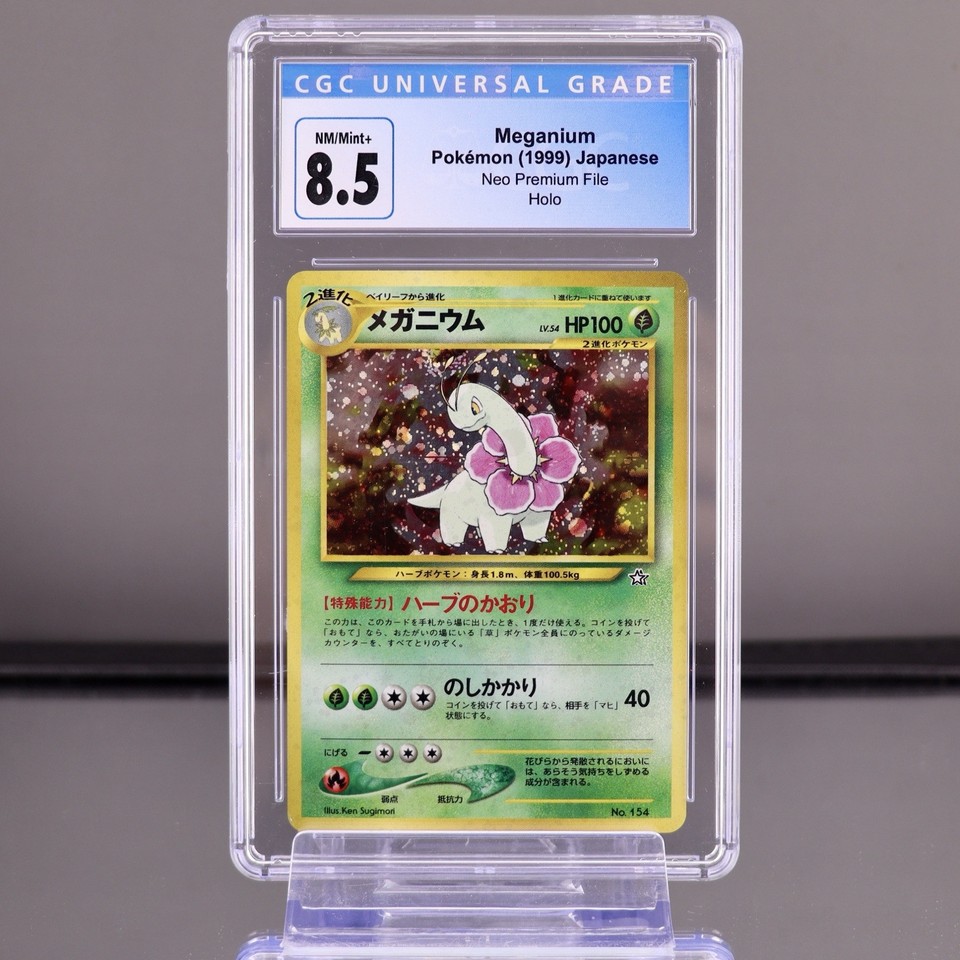 CGC UNIVERSAL GRADE
NM/Mint+
8.5
Meganium
Pokémon (1999) Japanese
Neo Premium File
Holo
2進化
ベイリーフから進化
1進化カードに重ねて使います
メガニウム
LV.54 HP100
2進化ポケモン
ハーブポケモン：身長1.8m、体重100.5kg
【特殊能力】ハーブのかおり
この力は、このカードを手札から場に出したとき、1度だけ使える。コインを投げて
「おもて」なら、おたがいの場にいる「草」ポケモン全員にのっているダメージ
カウンターを、すべてとりのぞく。
のしかかり
コインを投げて「おもて」なら、相手を「マヒ」
状態にする。
40
にげる
花びらから発散されるにおいに
は、あらそう気持ちをしずめる
成分が含まれる。
弱点
抵抗力
Illus.Ken Sugimori
No. 154